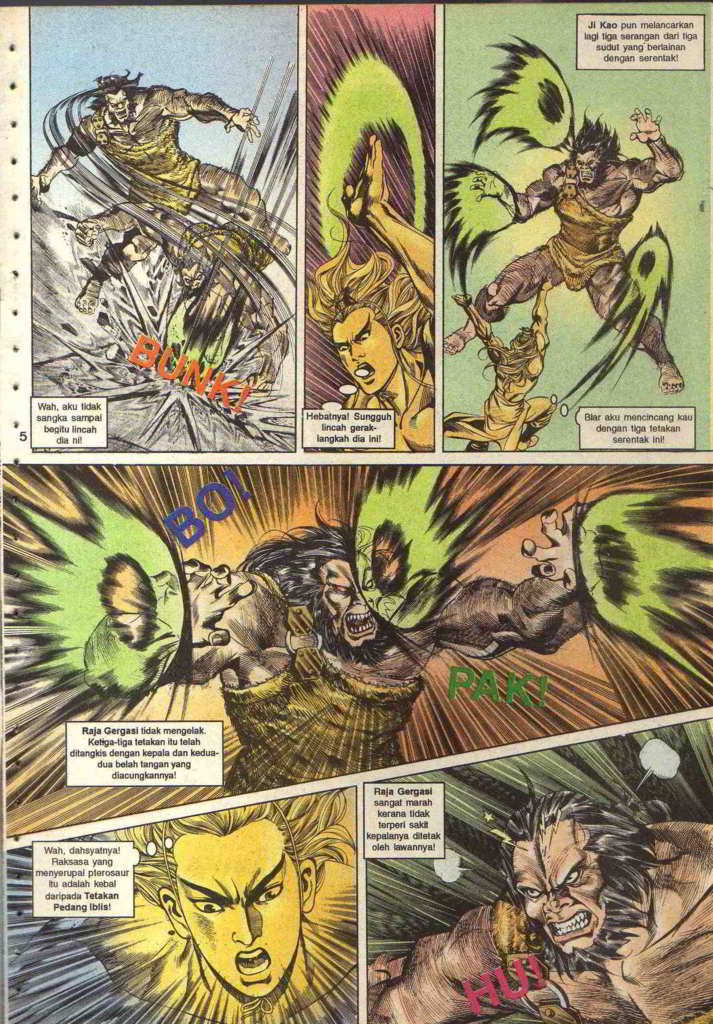 BUNK!
Wah, aku tidak
sangka sampai
begitu lincah
dia ni!
5
Hebatnya! Sungguh
lincah gerak-
langkah dia ini!
Ji Kao pun melancarkan
lagi tiga serangan dari tiga
sudut yang berlainan
dengan serentak!
Biar aku mencincang kau
dengan tiga tetakan
serentak ini!
BO!
PAK!
Raja Gergasi tidak mengelak.
Ketiga-tiga tetakan itu telah
ditangkis dengan kepala dan kedua-
dua belah tangan yang
diacungkannya!
Wah, dahsyatnya!
Raksasa yang
menyerupai pterosaur
itu adalah kebal
daripada Tetakan
Pedang Iblis!
Raja Gergasi
sangat marah
kerana tidak
terperi sakit
kepalanya ditetak
oleh lawannya!
HU!